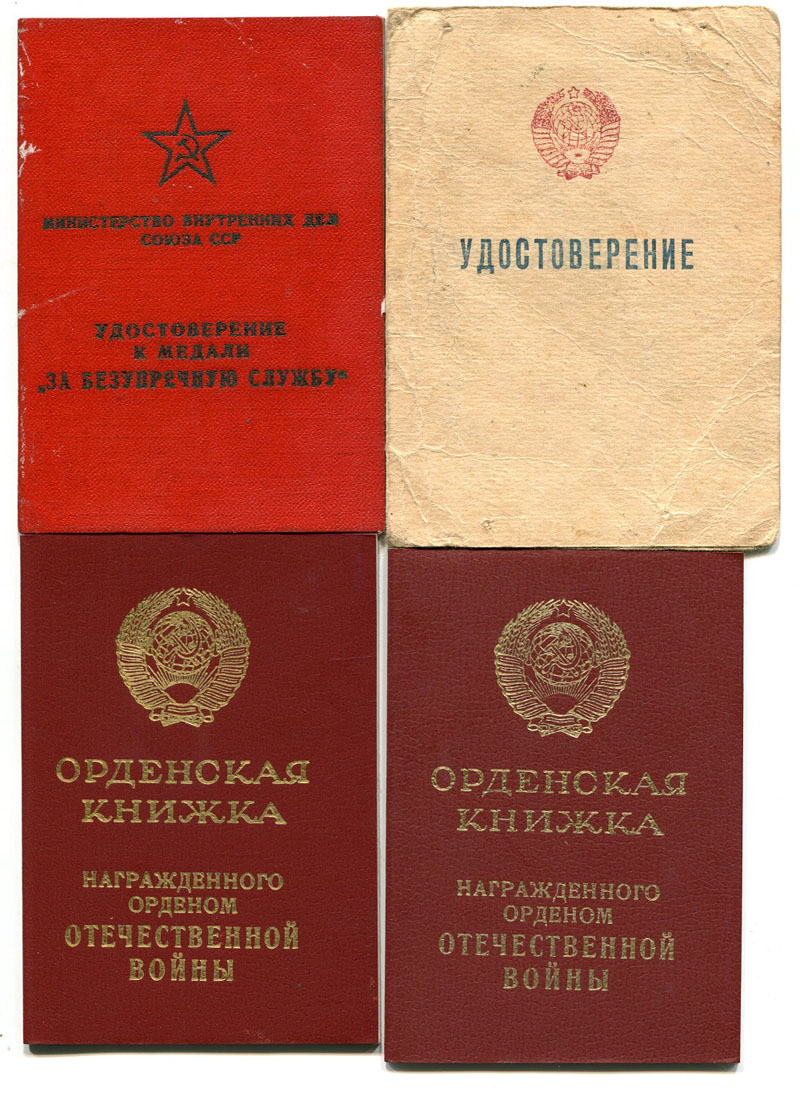 МИНИСТЕРСТВО ВНУТРЕННИХ ДЕЛ
СОЮЗА ССР
УДОСТОВЕРЕНИЕ
К МЕДАЛИ
„ЗА БЕЗУПРЕЧНУЮ СЛУЖБУ“
УДОСТОВЕРЕНИЕ
ОРДЕНСКАЯ
КНИЖКА
НАГРАЖДЕННОГО
ОРДЕНОМ
ОТЕЧЕСТВЕННОЙ
ВОЙНЫ
ОРДЕНСКАЯ
КНИЖКА
НАГРАЖДЕННОГО
ОРДЕНОМ
ОТЕЧЕСТВЕННОЙ
ВОЙНЫ